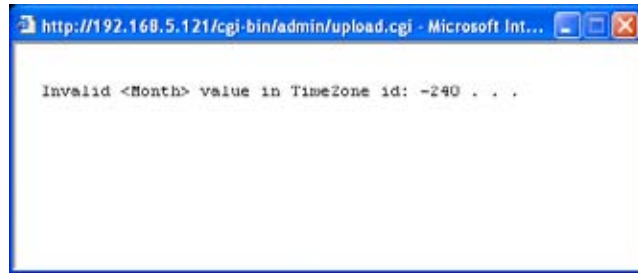 http://192.168.5.121/cgi-bin/admin/upload.cgi - Microsoft Int...
Invalid <Month> value in TimeZone id: -240 . . .